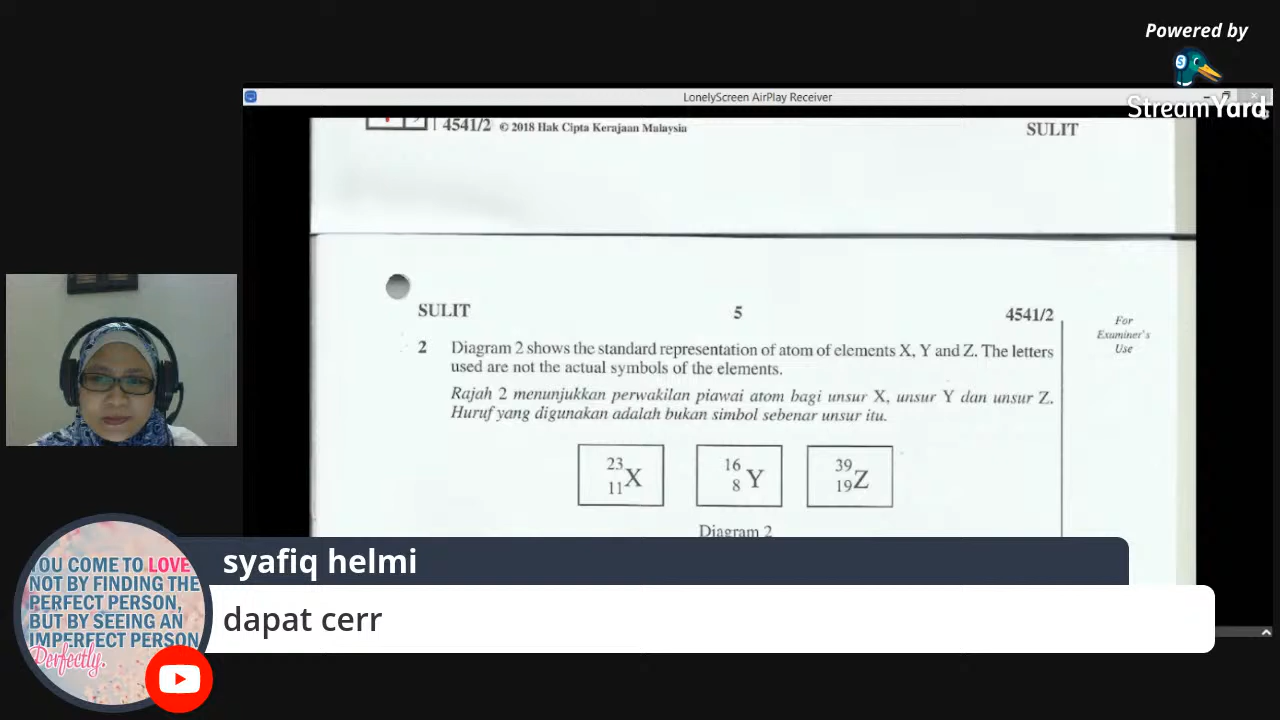 Powered by
StreamYard
LonelyScreen AirPlay Receiver
4541/2 © 2018 Hak Cipta Kerajaan Malaysia
SULIT
SULIT
5
4541/2
For
Examiner's
Use
2 Diagram 2 shows the standard representation of atom of elements X, Y and Z. The letters
used are not the actual symbols of the elements.
Rajah 2 menunjukkan perwakilan piawai atom bagi unsur X, unsur Y dan unsur Z.
Huruf yang digunakan adalah bukan simbol sebenar unsur itu.
23
11 X
16
8 Y
39
19 Z
Diagram 2
syafiq helmi
dapat cerr
YOU COME TO LOVE
NOT BY FINDING THE
PERFECT PERSON,
BUT BY SEEING AN
IMPERFECT PERSON
Perfectly.